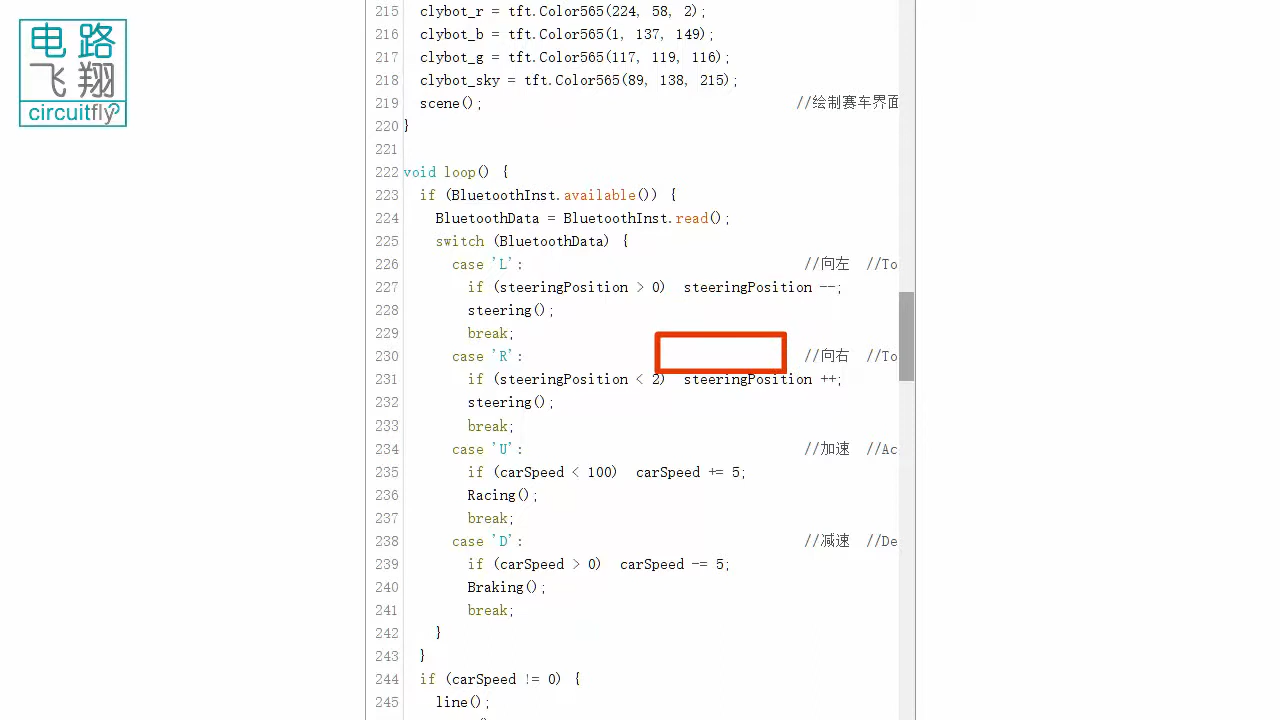 电路
飞翔
circuitfly
215 clybot_r = tft.Color565(224, 58, 2);
216 clybot_b = tft.Color565(1, 137, 149);
217 clybot_g = tft.Color565(117, 119, 116);
218 clybot_sky = tft.Color565(89, 138, 215);
219 scene(); //绘制赛车界面
220 }
221
222 void loop() {
223 if (BluetoothInst.available()) {
224 BluetoothData = BluetoothInst.read();
225 switch (BluetoothData) {
226 case 'L': //向左 //To
227 if (steeringPosition > 0) steeringPosition --;
228 steering();
229 break;
230 case 'R': //向右 //To
231 if (steeringPosition < 2) steeringPosition ++;
232 steering();
233 break;
234 case 'U': //加速 //Ac
235 if (carSpeed < 100) carSpeed += 5;
236 Racing();
237 break;
238 case 'D': //减速 //De
239 if (carSpeed > 0) carSpeed -= 5;
240 Braking();
241 break;
242 }
243 }
244 if (carSpeed != 0) {
245 line();